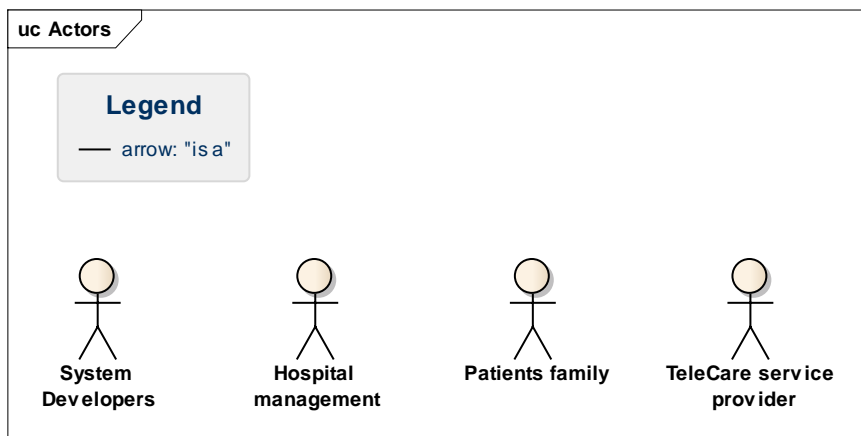 uc Actors
Legend
arrow: "is a"
System
Developers
Hospital
management
Patients family
TeleCare service
provider